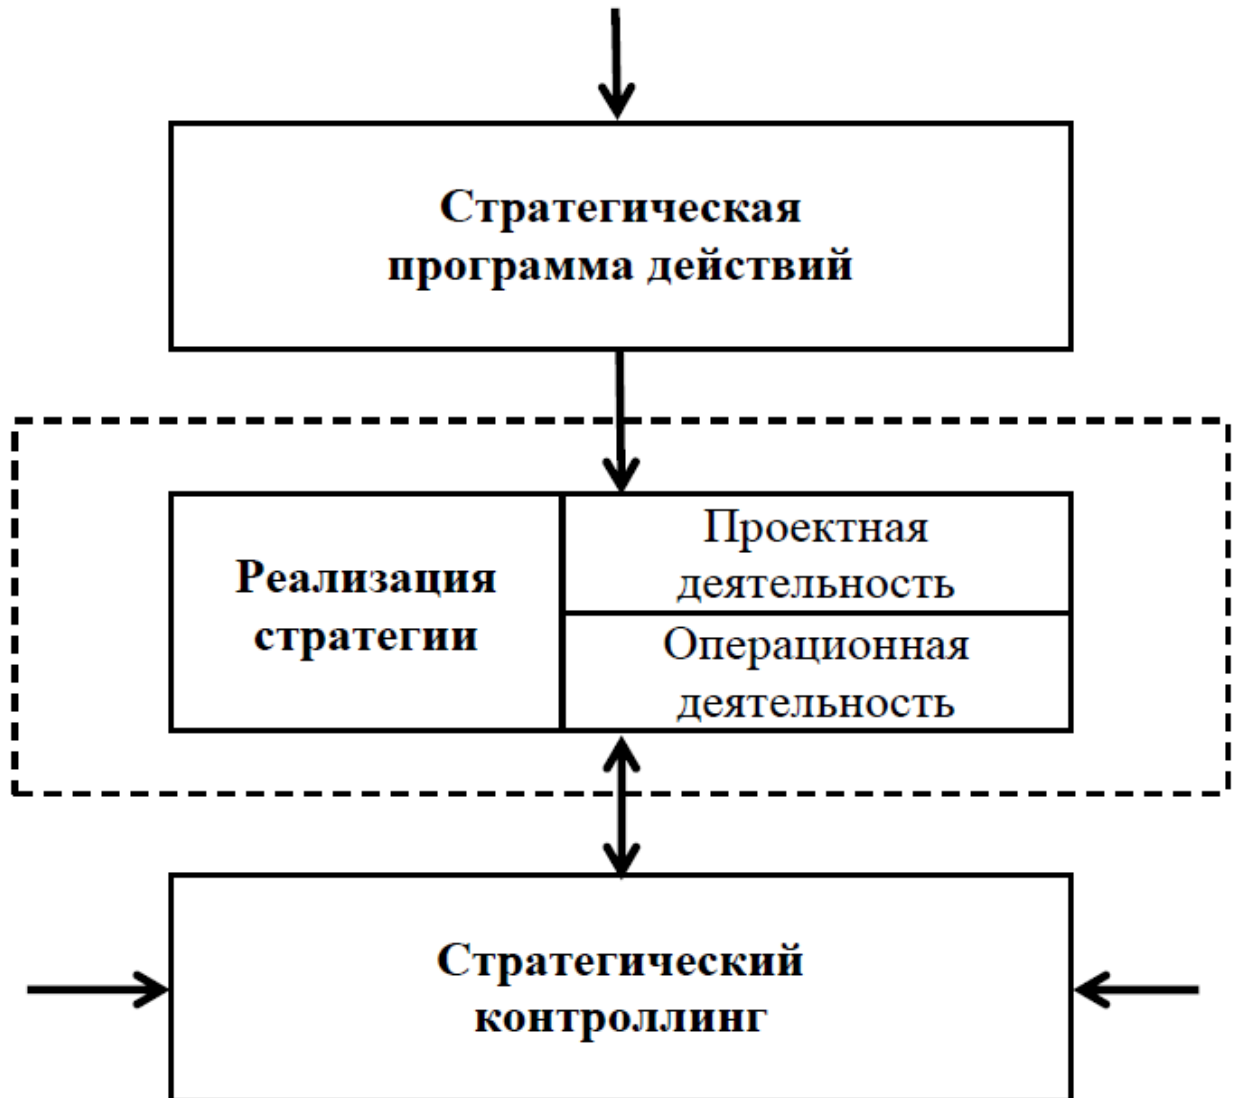 Стратегическая
программа действий
Реализация
стратегии
Проектная
деятельность
Операционная
деятельность
Стратегический
контроллинг